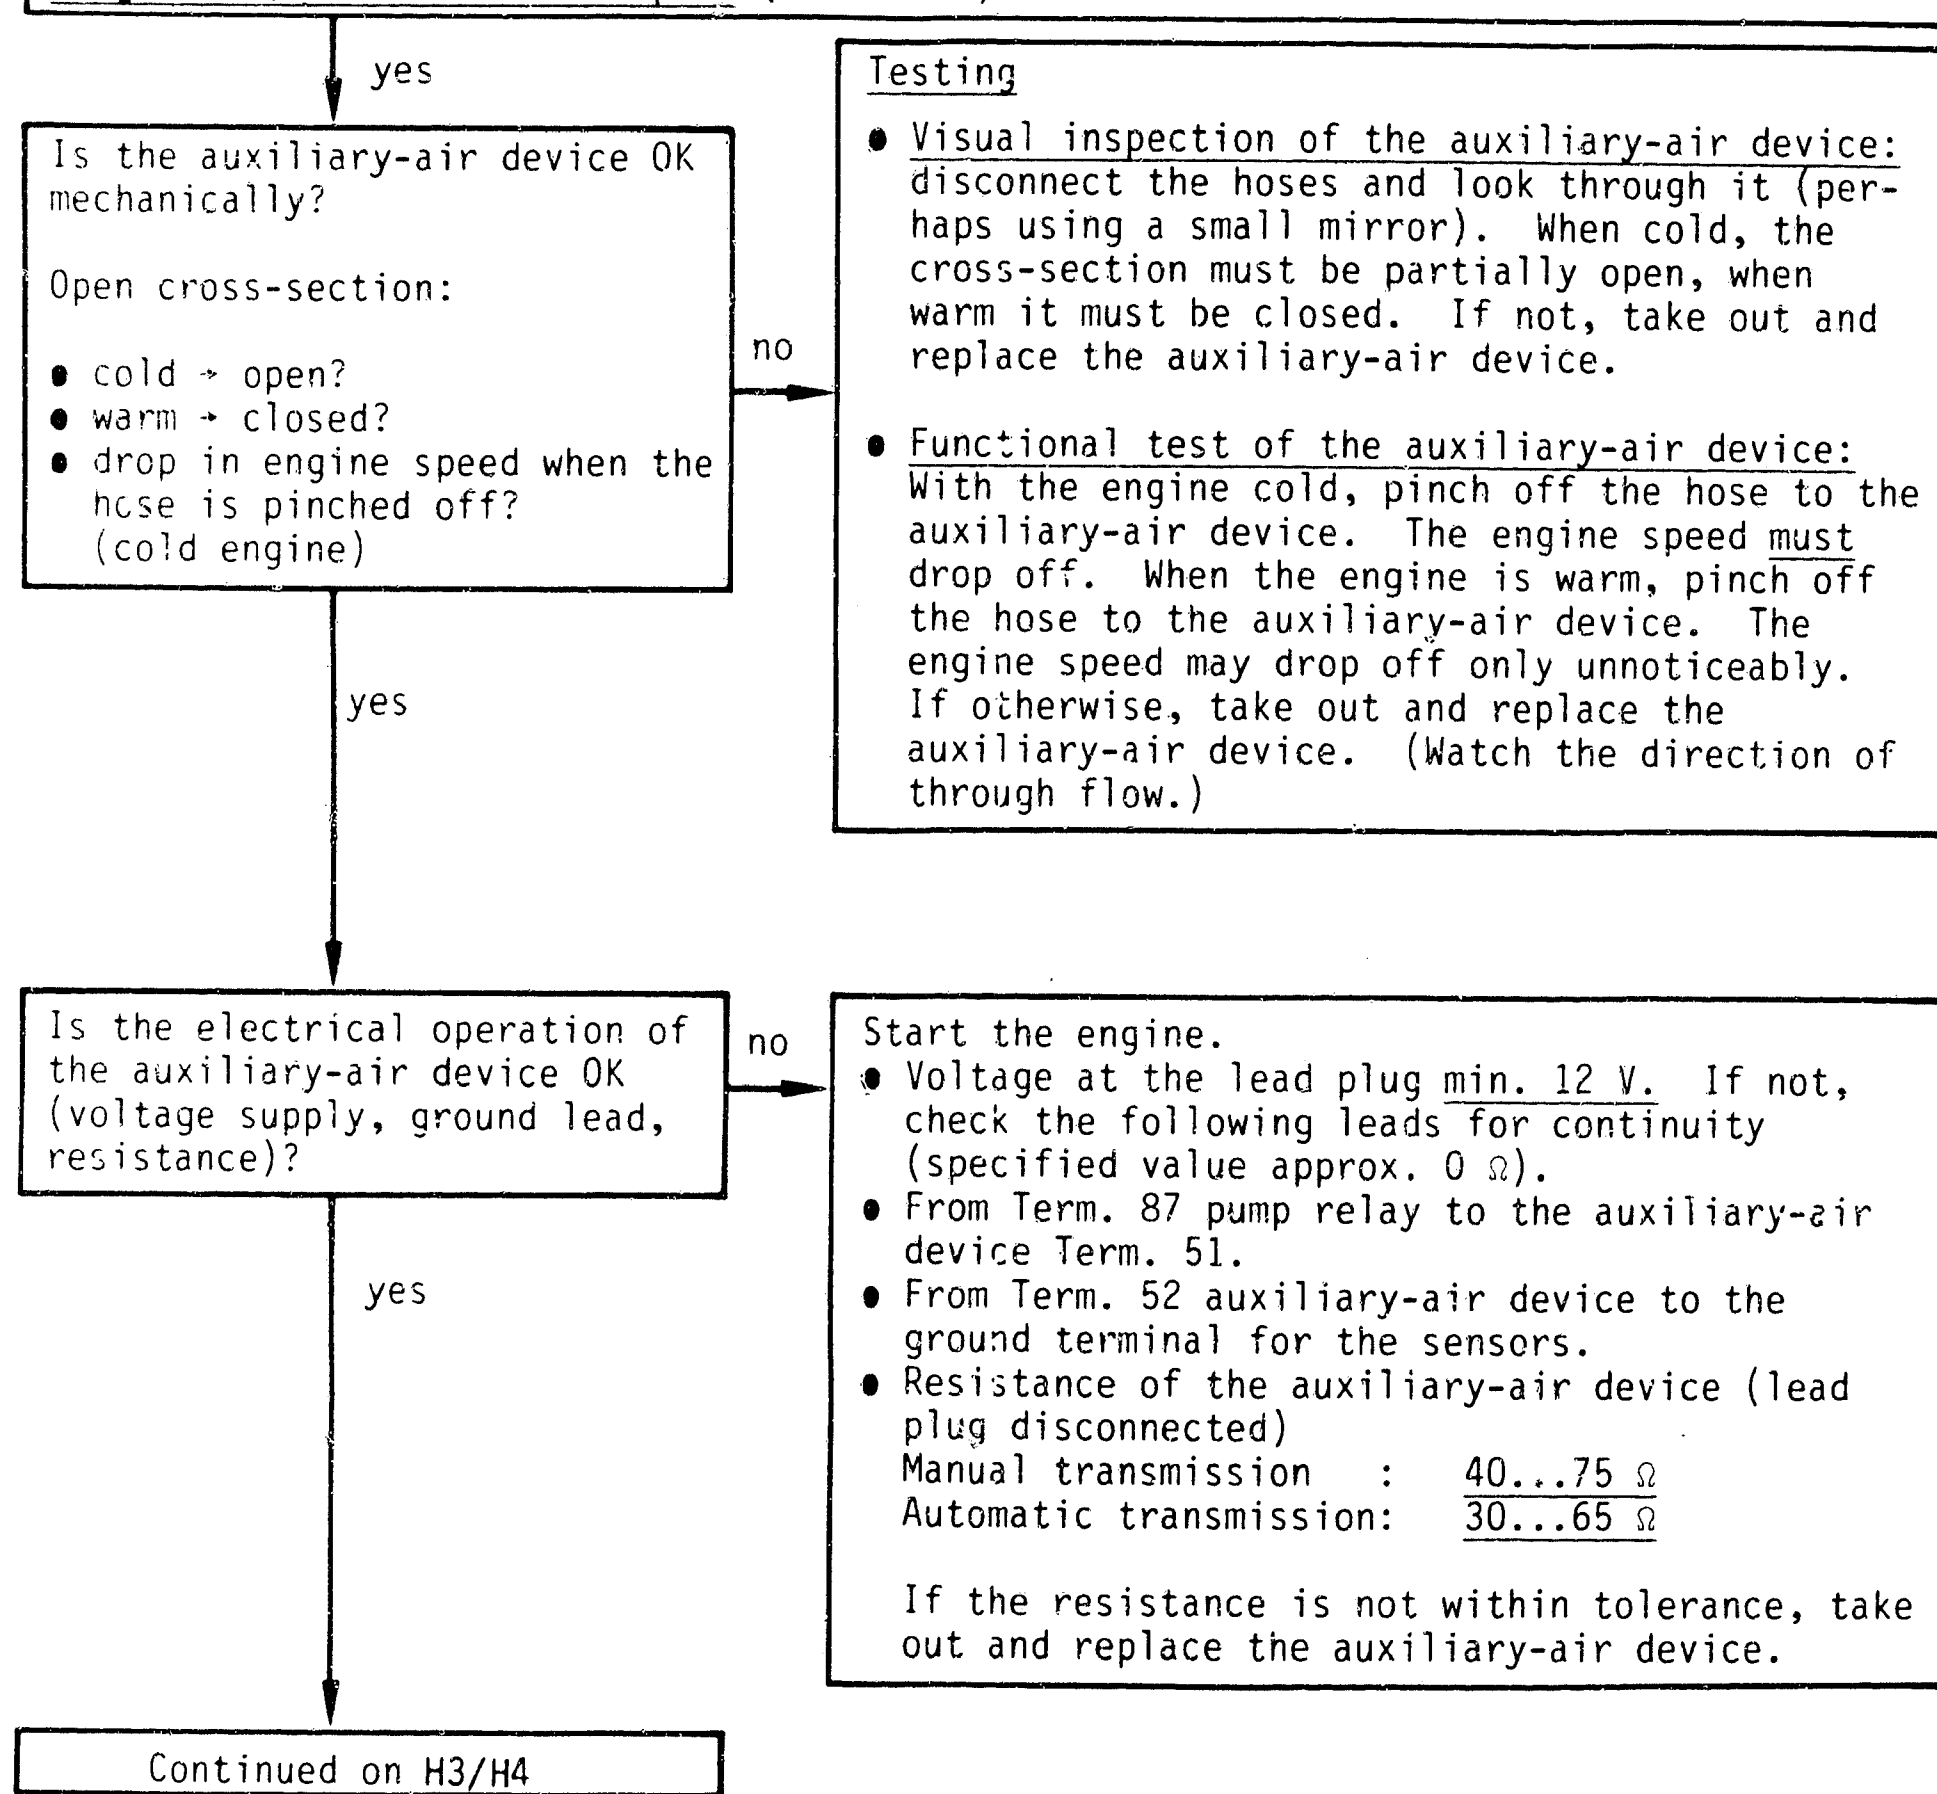 yes
Is the auxiliary-air device OK
mechanically?
Open cross-section:
● cold → open?
● warm → closed?
● drop in engine speed when the
hose is pinched off?
(cold engine)
no
Testing
● Visual inspection of the auxiliary-air device:
disconnect the hoses and look through it (per-
haps using a small mirror). When cold, the
cross-section must be partially open, when
warm it must be closed. If not, take out and
replace the auxiliary-air device.
● Functional test of the auxiliary-air device:
With the engine cold, pinch off the hose to the
auxiliary-air device. The engine speed must
drop off. When the engine is warm, pinch off
the hose to the auxiliary-air device. The
engine speed may drop off only unnoticeably.
If otherwise, take out and replace the
auxiliary-air device. (Watch the direction of
through flow.)
yes
Is the electrical operation of
the auxiliary-air device OK
(voltage supply, ground lead,
resistance)?
no
Start the engine.
● Voltage at the lead plug min. 12 V. If not,
check the following leads for continuity
(specified value approx. 0 Ω).
● From Term. 87 pump relay to the auxiliary-air
device Term. 51.
● From Term. 52 auxiliary-air device to the
ground terminal for the sensors.
● Resistance of the auxiliary-air device (lead
plug disconnected)
Manual transmission : 40...75 Ω
Automatic transmission: 30...65 Ω
If the resistance is not within tolerance, take
out and replace the auxiliary-air device.
yes
Continued on H3/H4